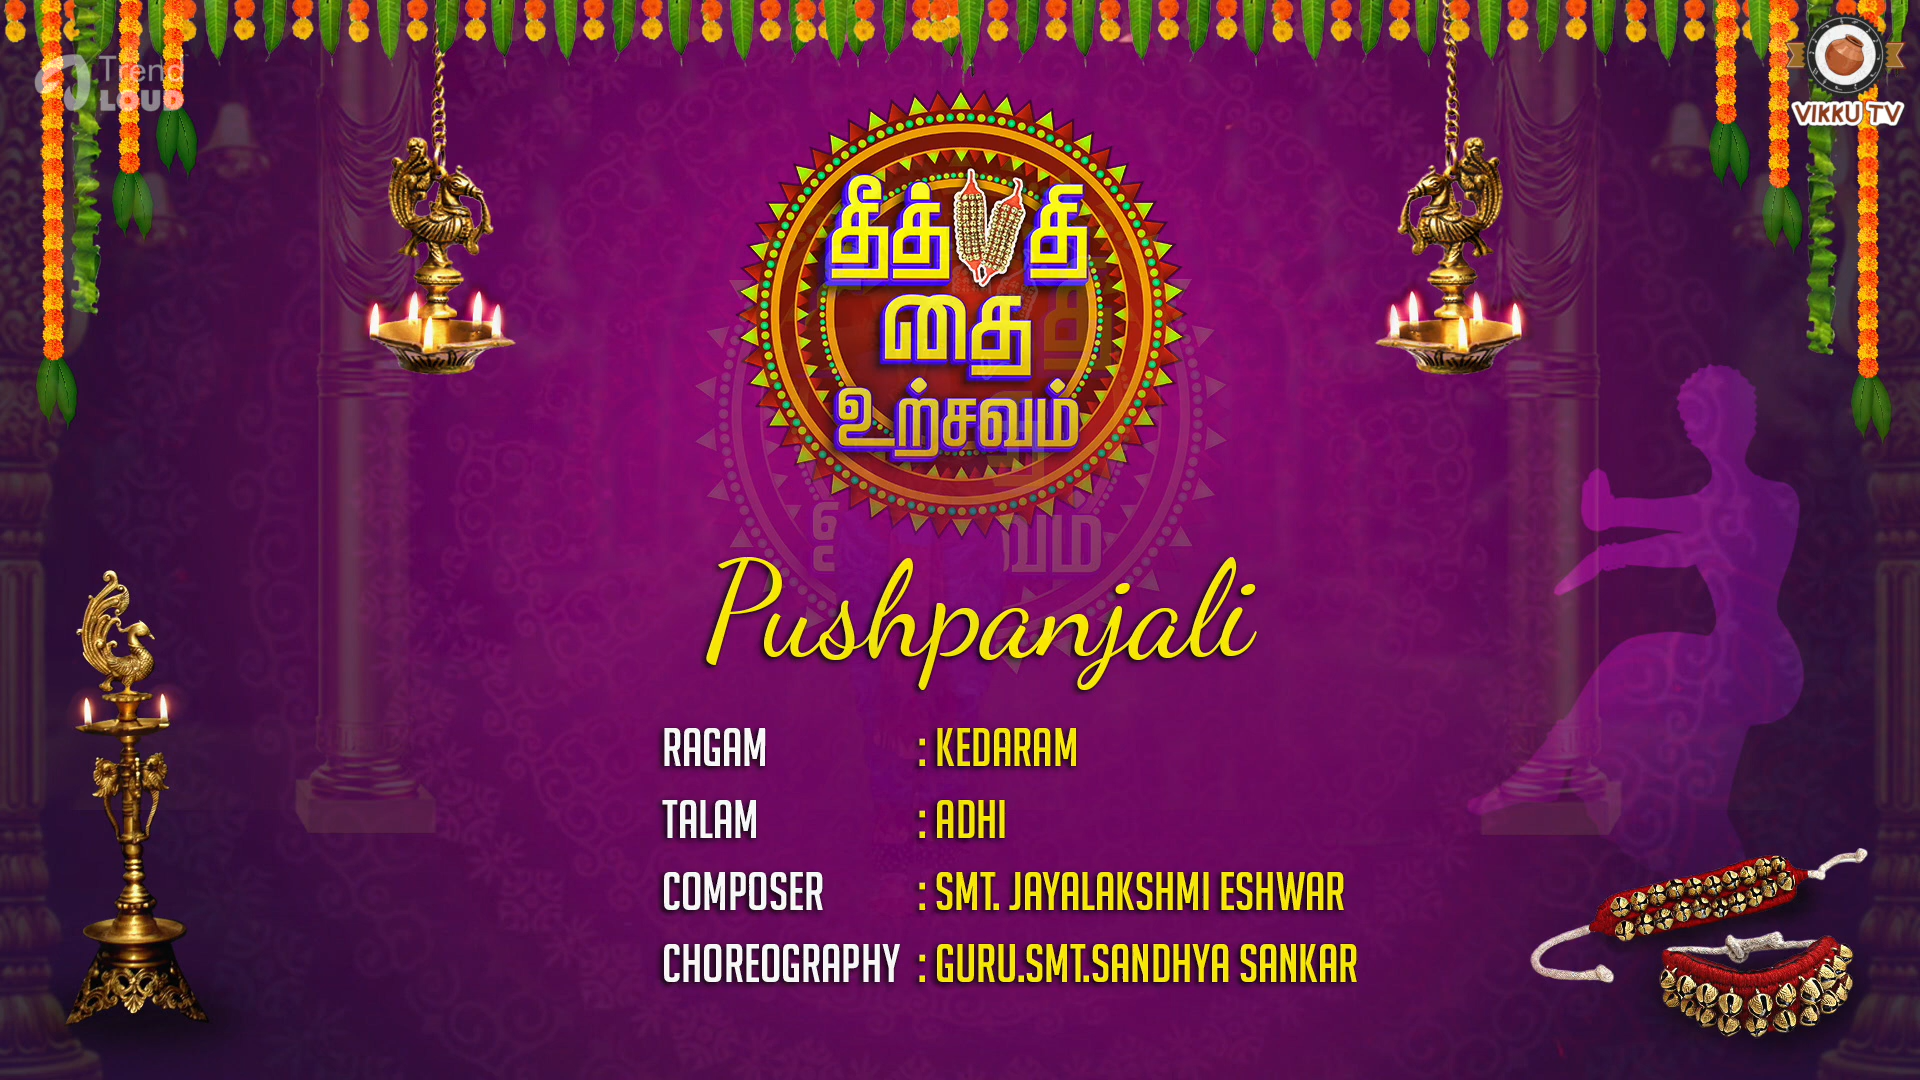 Trend
LOUD
VIKKU TV
தீத் தி
தை
உற்சவம்
Pushpanjali
RAGAM : KEDARAM
TALAM : ADHI
COMPOSER : SMT. JAYALAKSHMI ESHWAR
CHOREOGRAPHY : GURU.SMT.SANDHYA SANKAR